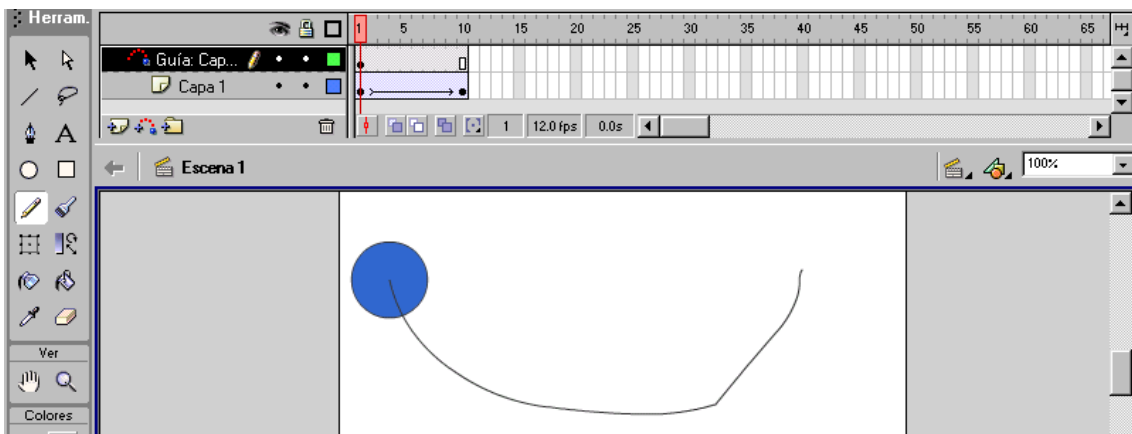 Herram.
1 5 10 15 20 25 30 35 40 45 50 55 60 65
Guía: Cap...
Capa 1
A
1 12.0 fps 0.0s
Escena 1
100%
Ver
Colores